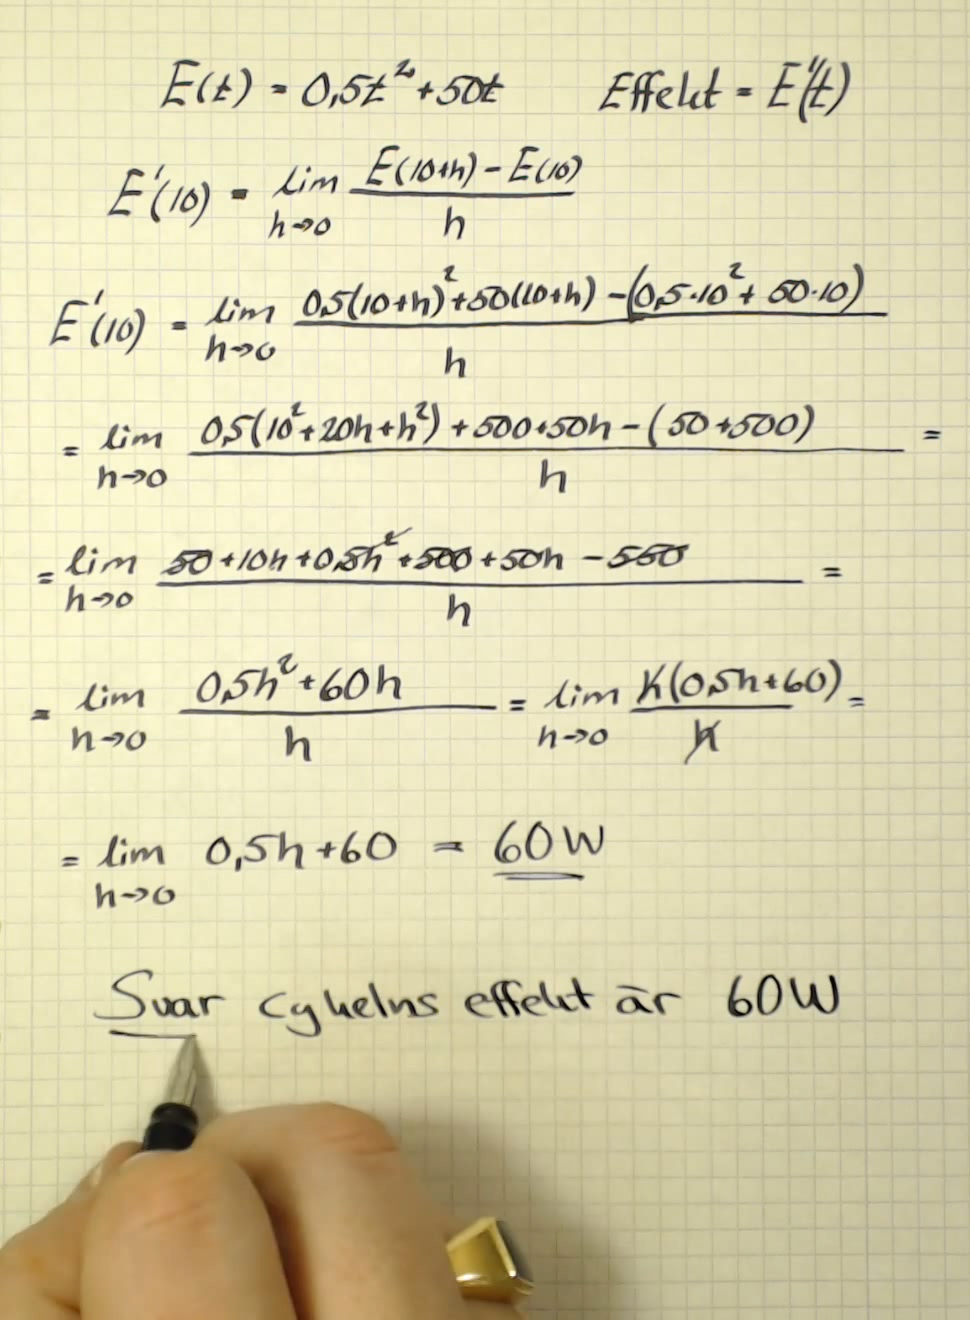 E(t) = 0,5t² + 50t Effekt = E'(t)
E'(10) = lim h→0 (E(10+h) - E(10)) / h
E'(10) = lim h→0 (0,5(10+h)² + 50(10+h) - (0,5·10² + 50·10)) / h
= lim h→0 (0,5(10² + 20h + h²) + 500 + 50h - (50 + 500)) / h =
= lim h→0 (50 + 10h + 0,5h² + 500 + 50h - 550) / h =
= lim h→0 (0,5h² + 60h) / h = lim h→0 h(0,5h + 60) / h =
= lim h→0 0,5h + 60 = 60W
Svar cykelns effekt är 60W